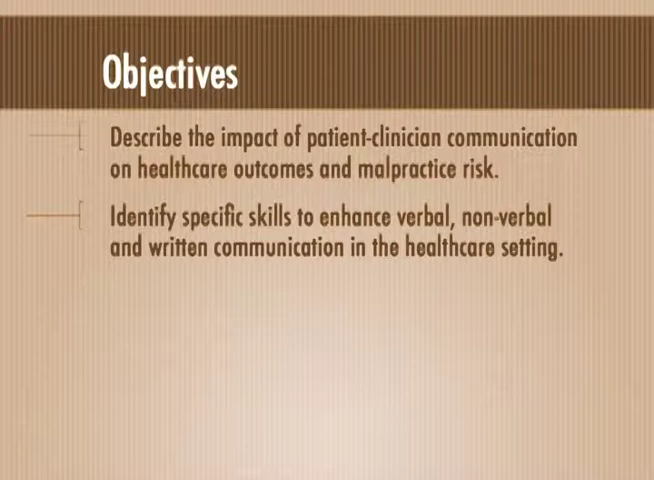 Objectives
Describe the impact of patient-clinician communication
on healthcare outcomes and malpractice risk.
Identify specific skills to enhance verbal, non-verbal
and written communication in the healthcare setting.